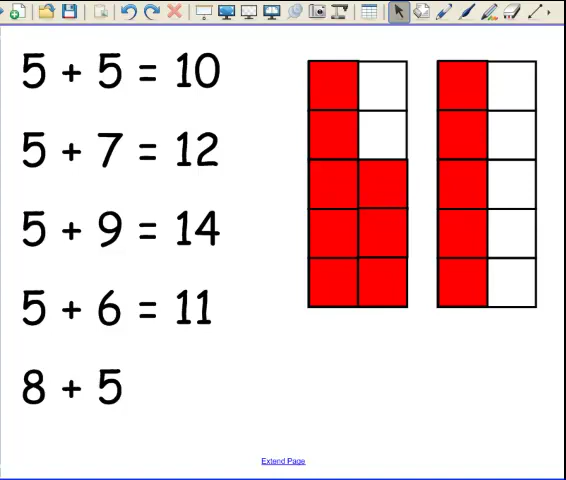 5 + 5 = 10
5 + 7 = 12
5 + 9 = 14
5 + 6 = 11
8 + 5
Extend Page